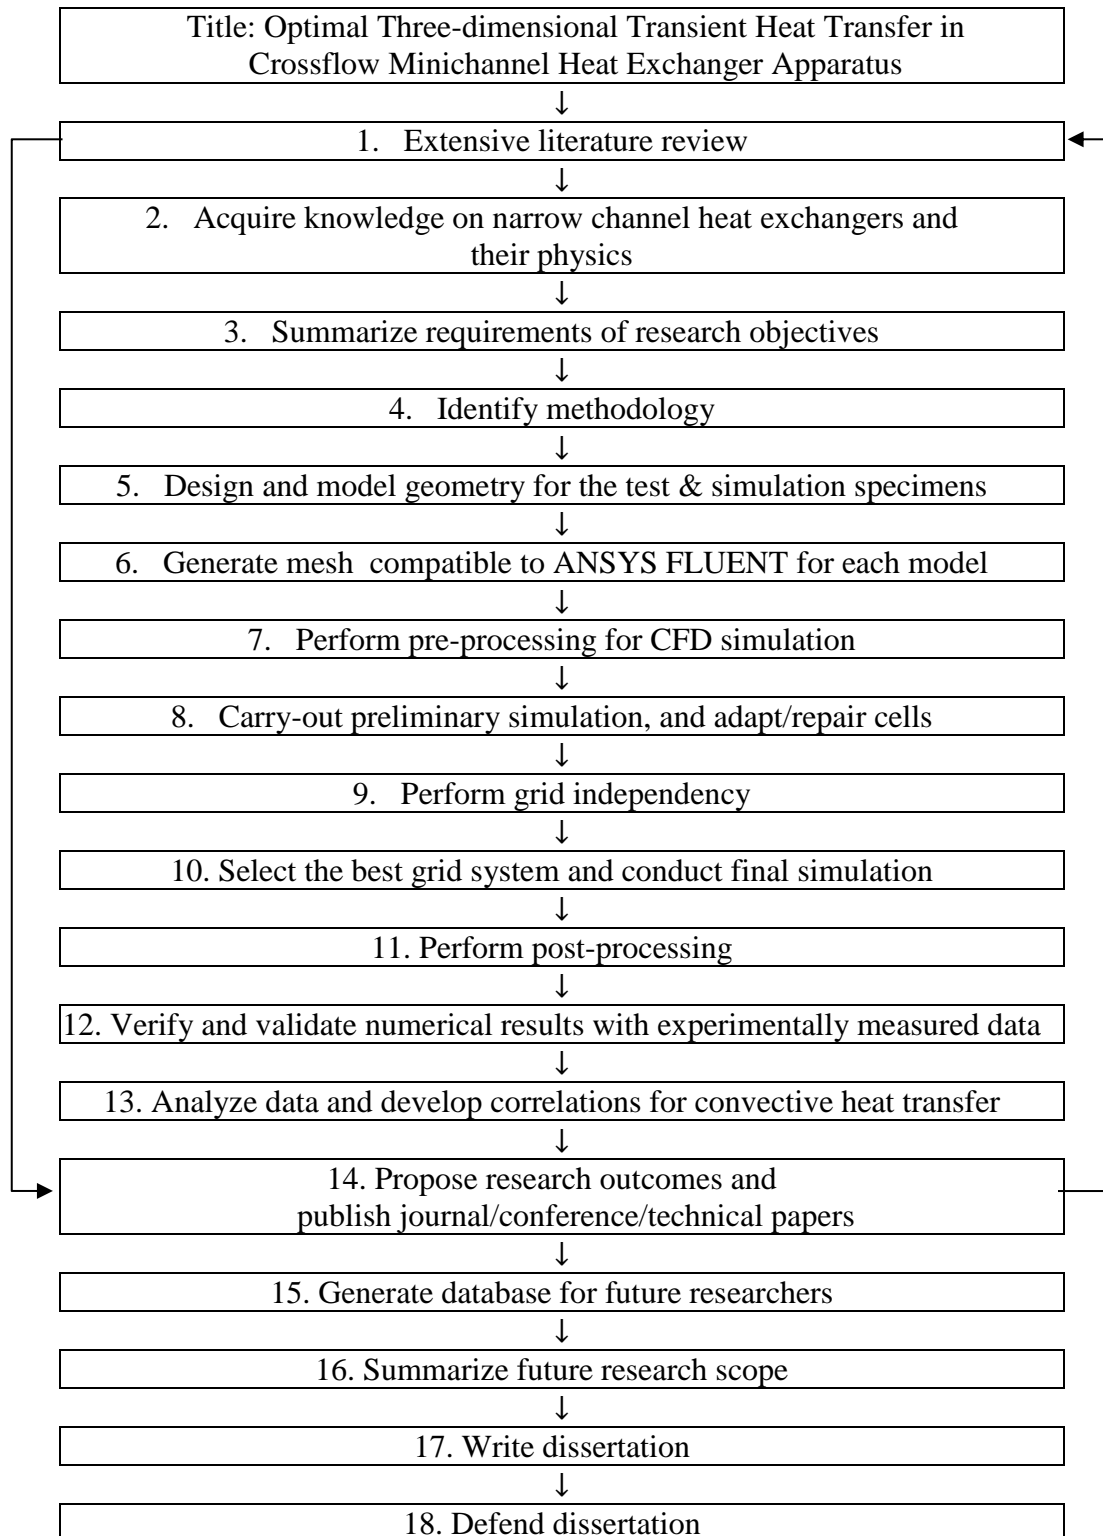 Title: Optimal Three-dimensional Transient Heat Transfer in
Crossflow Minichannel Heat Exchanger Apparatus
1. Extensive literature review
2. Acquire knowledge on narrow channel heat exchangers and
their physics
3. Summarize requirements of research objectives
4. Identify methodology
5. Design and model geometry for the test & simulation specimens
6. Generate mesh compatible to ANSYS FLUENT for each model
7. Perform pre-processing for CFD simulation
8. Carry-out preliminary simulation, and adapt/repair cells
9. Perform grid independency
10. Select the best grid system and conduct final simulation
11. Perform post-processing
12. Verify and validate numerical results with experimentally measured data
13. Analyze data and develop correlations for convective heat transfer
14. Propose research outcomes and
publish journal/conference/technical papers
15. Generate database for future researchers
16. Summarize future research scope
17. Write dissertation
18. Defend dissertation